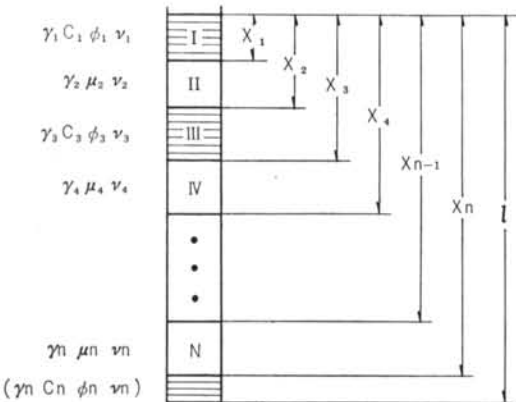 γ₁ C₁ φ₁ ν₁ I X₁
γ₂ μ₂ ν₂ II X₂
γ₃ C₃ φ₃ ν₃ III X₃
γ₄ μ₄ ν₄ IV X₄
Xn-1
Xn
l
γn μn νn N
(γn Cn φn νn)